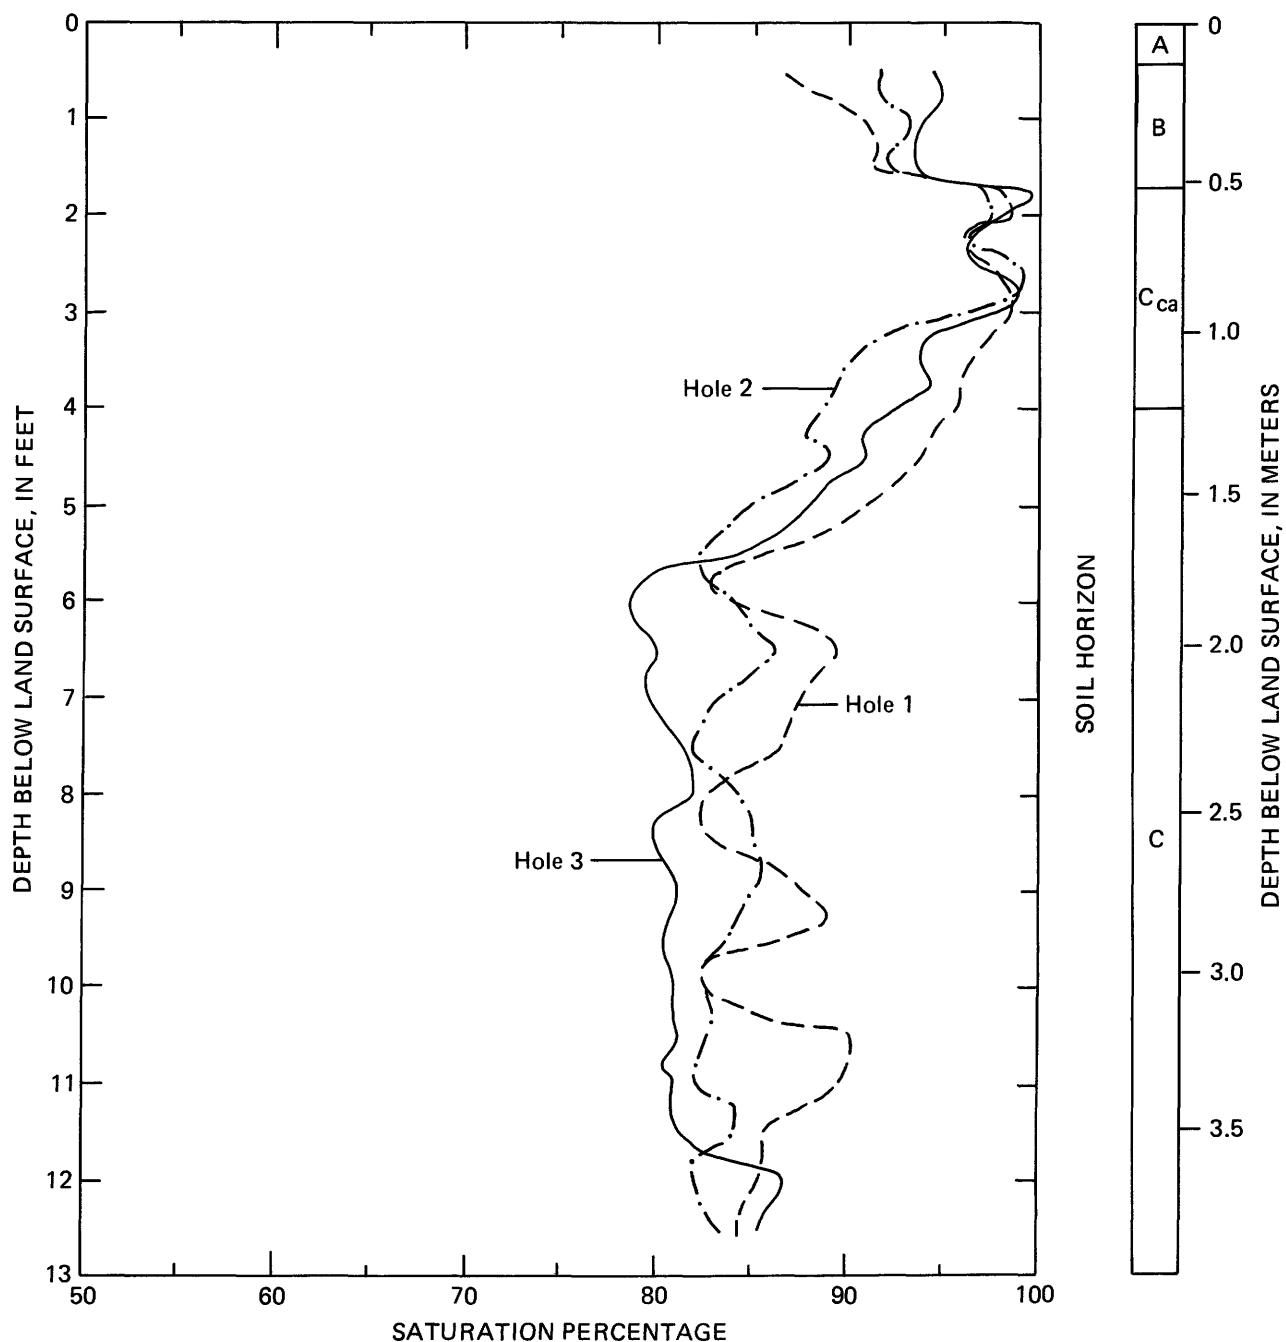 0
1
2
3
4
5
6
7
8
9
10
11
12
13
DEPTH BELOW LAND SURFACE, IN FEET
50
60
70
80
90
100
SATURATION PERCENTAGE
Hole 2
Hole 1
Hole 3
SOIL HORIZON
A
B
Cca
C
0
0.5
1.0
1.5
2.0
2.5
3.0
3.5
DEPTH BELOW LAND SURFACE, IN METERS